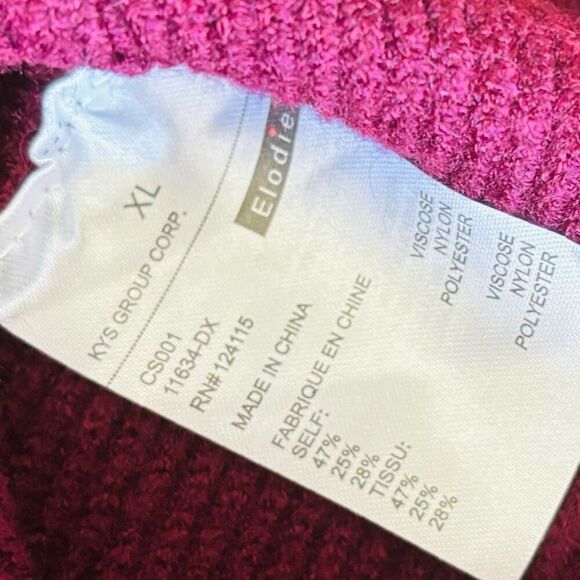 Elodie
XL
KYS GROUP CORP.
CS001
11634-DX
RN#124115
MADE IN CHINA
FABRIQUE EN CHINE
SELF:
47% VISCOSE
25% NYLON
28% POLYESTER
TISSU:
47% VISCOSE
25% NYLON
28% POLYESTER